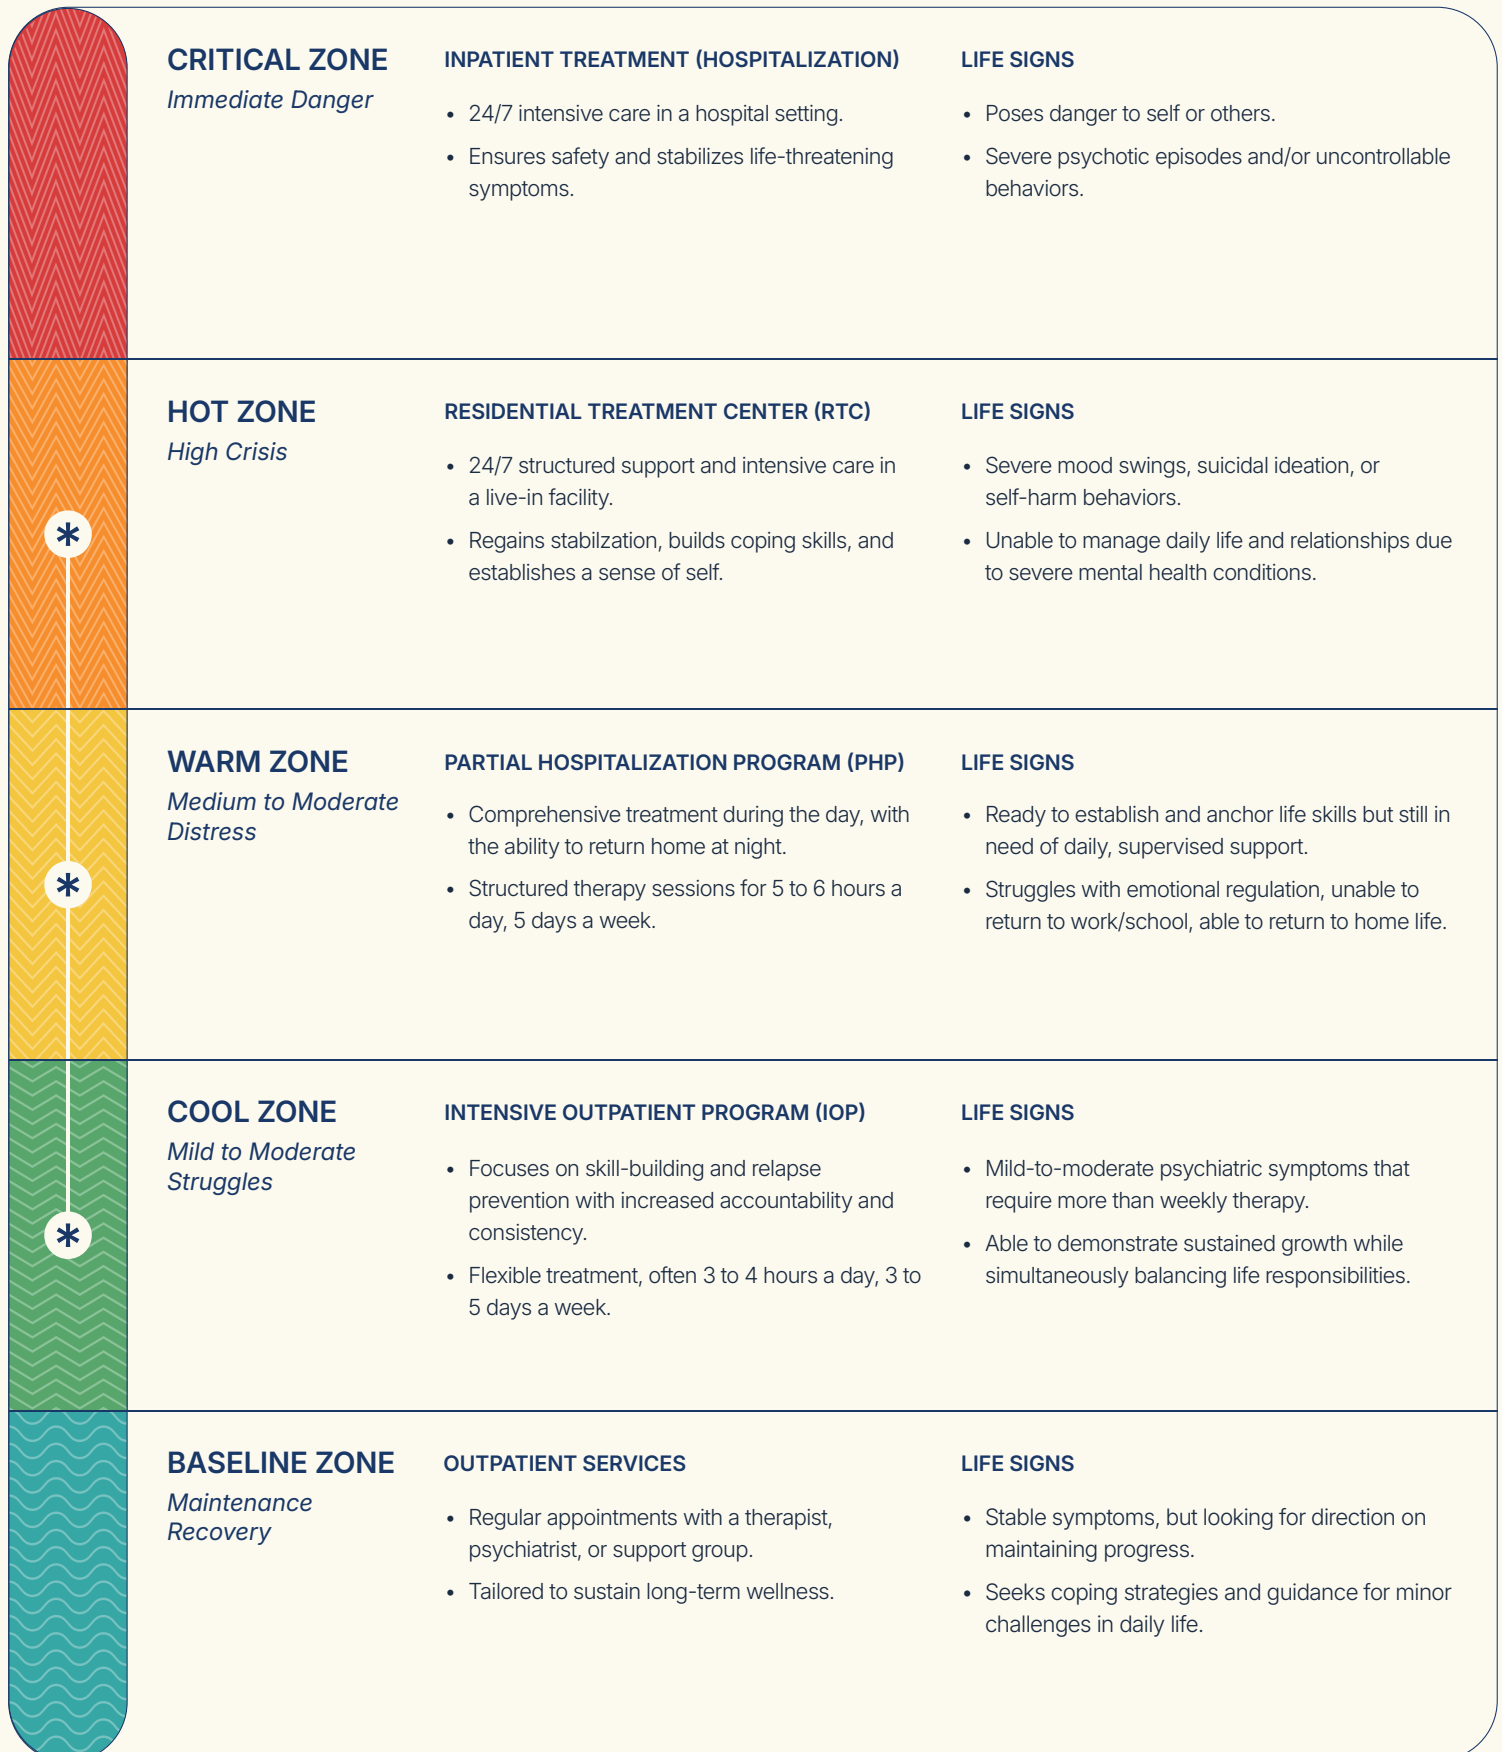 CRITICAL ZONE
Immediate Danger
INPATIENT TREATMENT (HOSPITALIZATION)
• 24/7 intensive care in a hospital setting.
• Ensures safety and stabilizes life-threatening
symptoms.
LIFE SIGNS
• Poses danger to self or others.
• Severe psychotic episodes and/or uncontrollable
behaviors.
HOT ZONE
High Crisis
RESIDENTIAL TREATMENT CENTER (RTC)
• 24/7 structured support and intensive care in
a live-in facility.
• Regains stabilzation, builds coping skills, and
establishes a sense of self.
LIFE SIGNS
• Severe mood swings, suicidal ideation, or
self-harm behaviors.
• Unable to manage daily life and relationships due
to severe mental health conditions.
*
WARM ZONE
Medium to Moderate
Distress
PARTIAL HOSPITALIZATION PROGRAM (PHP)
• Comprehensive treatment during the day, with
the ability to return home at night.
• Structured therapy sessions for 5 to 6 hours a
day, 5 days a week.
LIFE SIGNS
• Ready to establish and anchor life skills but still in
need of daily, supervised support.
• Struggles with emotional regulation, unable to
return to work/school, able to return to home life.
*
COOL ZONE
Mild to Moderate
Struggles
INTENSIVE OUTPATIENT PROGRAM (IOP)
• Focuses on skill-building and relapse
prevention with increased accountability and
consistency.
• Flexible treatment, often 3 to 4 hours a day, 3 to
5 days a week.
LIFE SIGNS
• Mild-to-moderate psychiatric symptoms that
require more than weekly therapy.
• Able to demonstrate sustained growth while
simultaneously balancing life responsibilities.
*
BASELINE ZONE
Maintenance
Recovery
OUTPATIENT SERVICES
• Regular appointments with a therapist,
psychiatrist, or support group.
• Tailored to sustain long-term wellness.
LIFE SIGNS
• Stable symptoms, but looking for direction on
maintaining progress.
• Seeks coping strategies and guidance for minor
challenges in daily life.